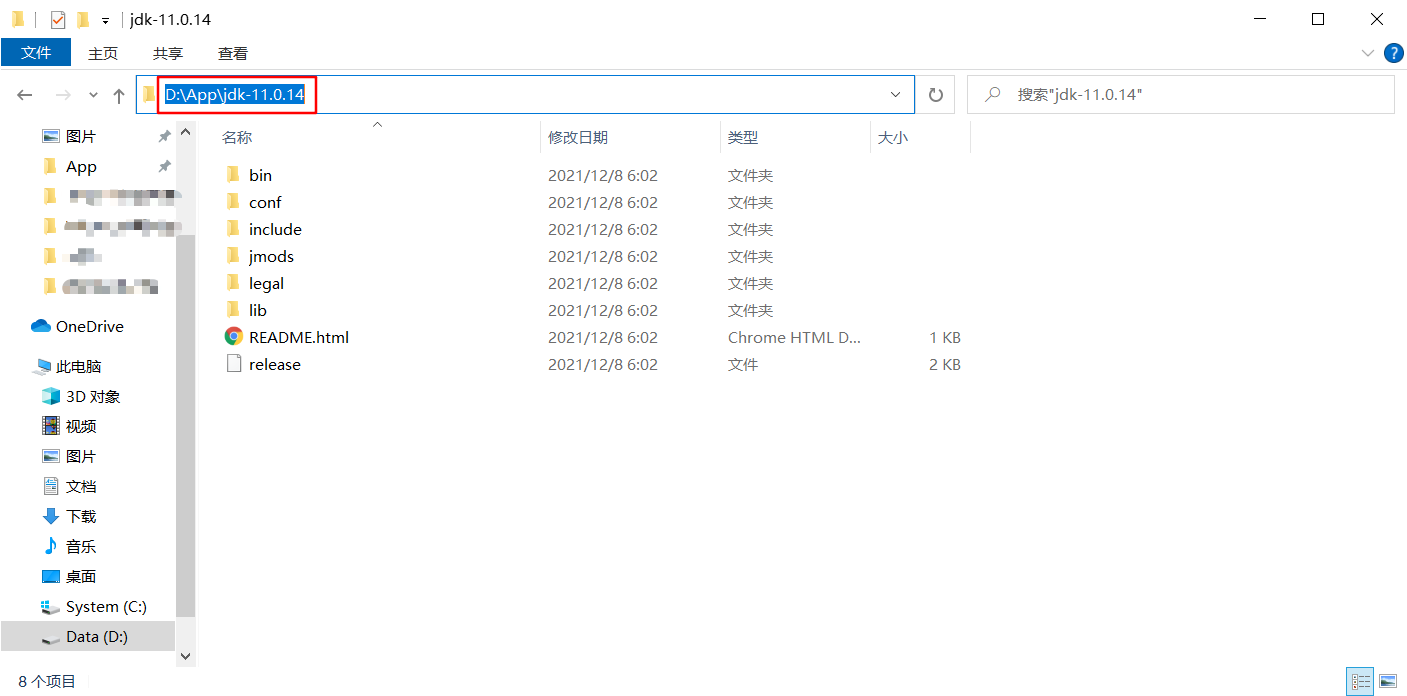 jdk-11.0.14
文件 主页 共享 查看
D:\App\jdk-11.0.14 搜索"jdk-11.0.14"
图片
App
OneDrive
此电脑
3D 对象
视频
图片
文档
下载
音乐
桌面
System (C:)
Data (D:)
名称 修改日期 类型 大小
bin 2021/12/8 6:02 文件夹
conf 2021/12/8 6:02 文件夹
include 2021/12/8 6:02 文件夹
jmods 2021/12/8 6:02 文件夹
legal 2021/12/8 6:02 文件夹
lib 2021/12/8 6:02 文件夹
README.html 2021/12/8 6:02 Chrome HTML D... 1 KB
release 2021/12/8 6:02 文件 2 KB
8 个项目